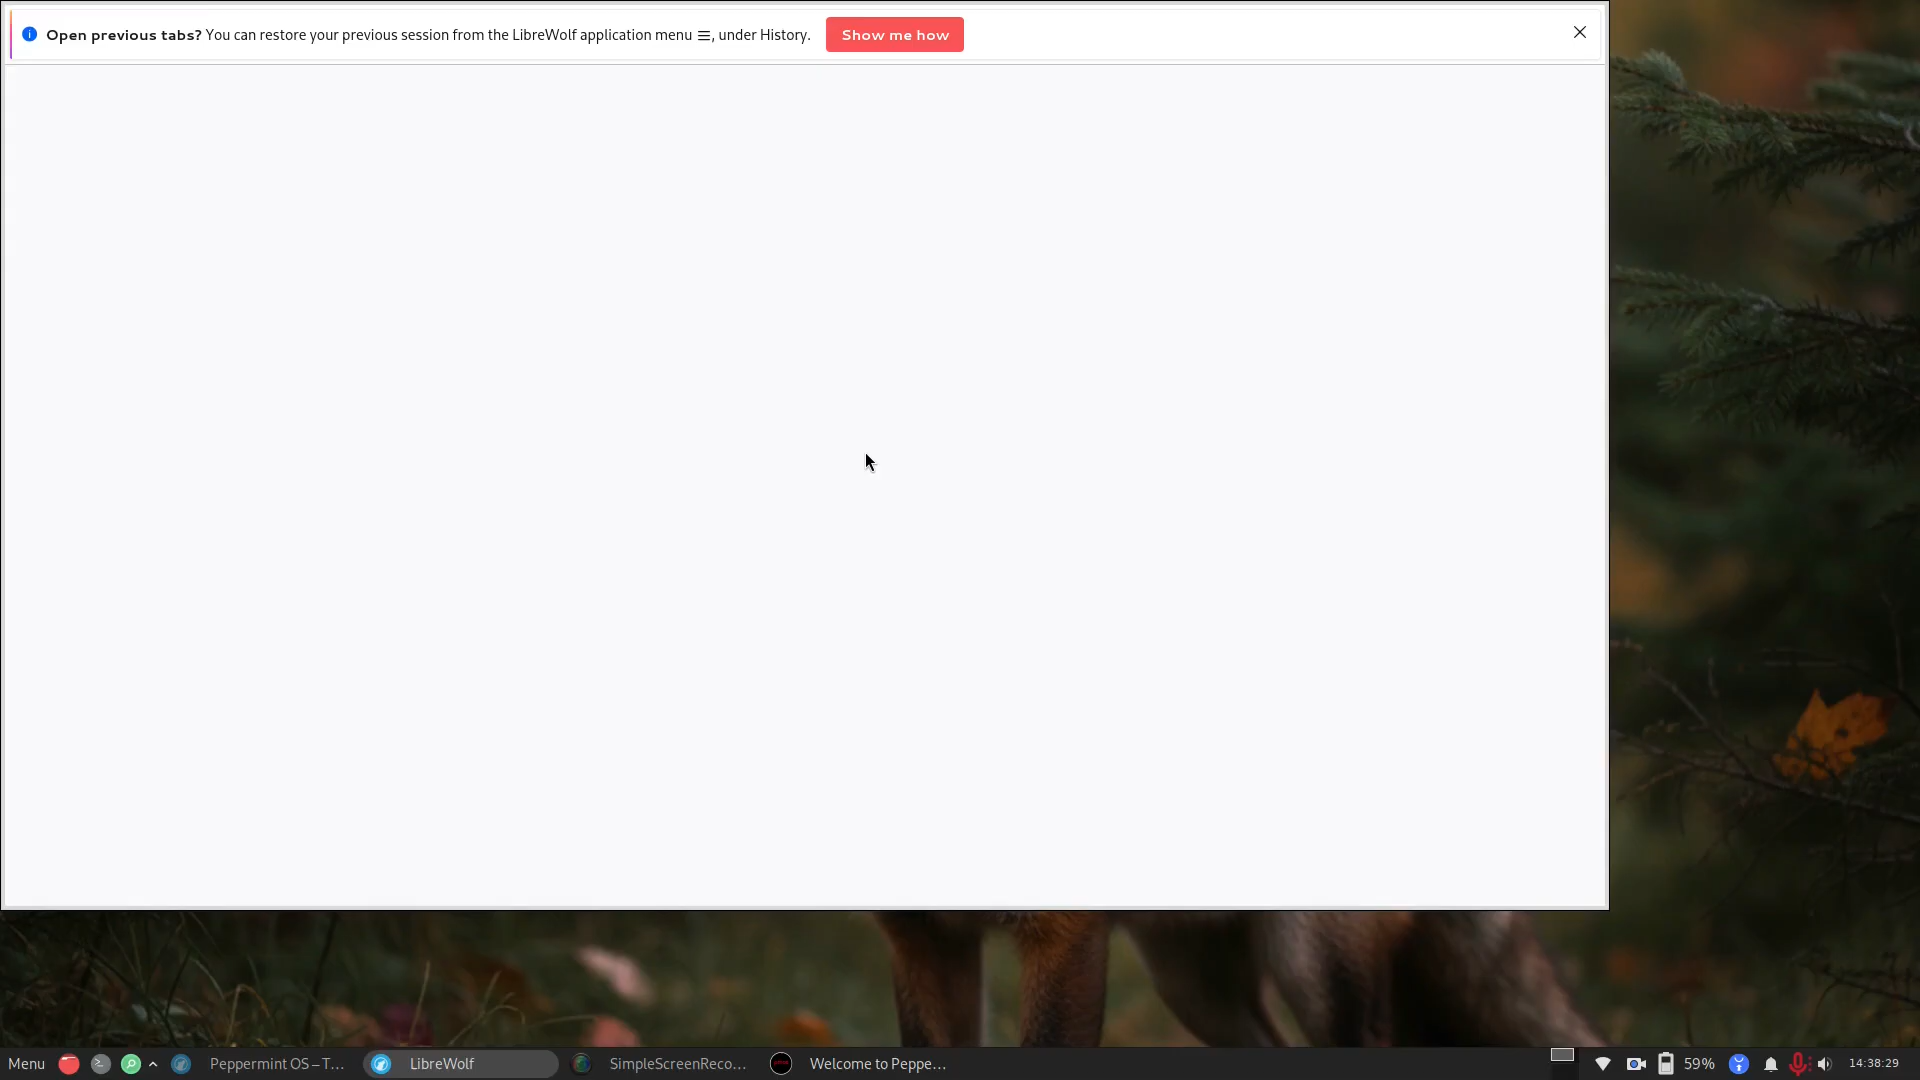 Open previous tabs? You can restore your previous session from the LibreWolf application menu ☰, under History. Show me how
Menu Peppermint OS – T... LibreWolf SimpleScreenReco... Welcome to Peppe... 59% 14:38:29